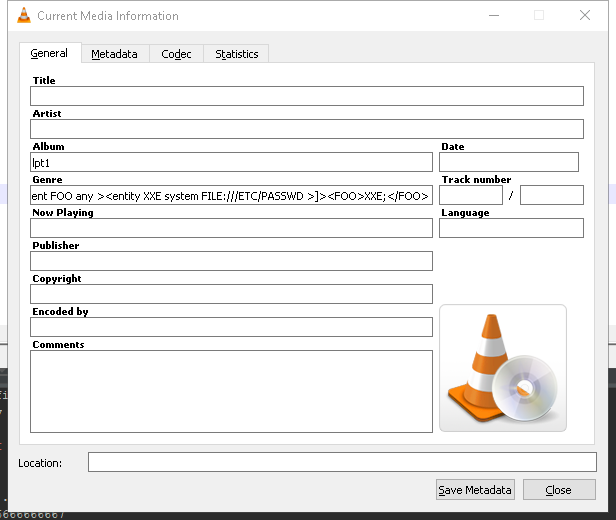 Current Media Information
General Metadata Codec Statistics
Title
Artist
Album Date
lpt1
Genre Track number
ent FOO any ><entity XXE system FILE:///ETC/PASSWD >]><FOO>XXE;</FOO> /
Now Playing Language
Publisher
Copyright
Encoded by
Comments
Location:
Save Metadata Close
6666666667